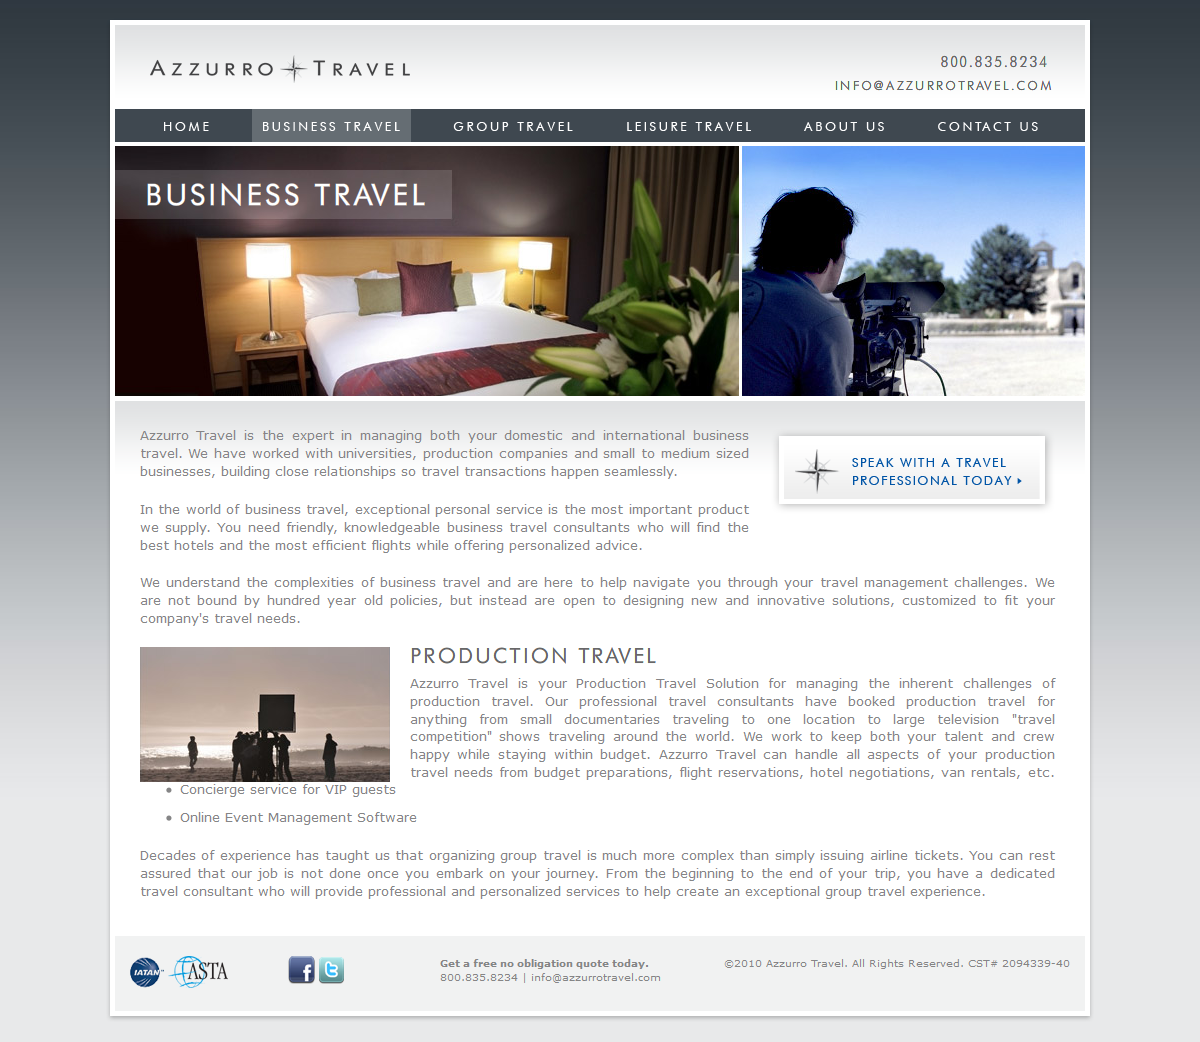 AZZURRO TRAVEL
800.835.8234
INFO@AZZURROTRAVEL.COM
HOME
BUSINESS TRAVEL
GROUP TRAVEL
LEISURE TRAVEL
ABOUT US
CONTACT US
BUSINESS TRAVEL
Azzurro Travel is the expert in managing both your domestic and international business
travel. We have worked with universities, production companies and small to medium sized
businesses, building close relationships so travel transactions happen seamlessly.
SPEAK WITH A TRAVEL
PROFESSIONAL TODAY
In the world of business travel, exceptional personal service is the most important product
we supply. You need friendly, knowledgeable business travel consultants who will find the
best hotels and the most efficient flights while offering personalized advice.
We understand the complexities of business travel and are here to help navigate you through your travel management challenges. We
are not bound by hundred year old policies, but instead are open to designing new and innovative solutions, customized to fit your
company's travel needs.
PRODUCTION TRAVEL
Azzurro Travel is your Production Travel Solution for managing the inherent challenges of
production travel. Our professional travel consultants have booked production travel for
anything from small documentaries traveling to one location to large television "travel
competition" shows traveling around the world. We work to keep both your talent and crew
happy while staying within budget. Azzurro Travel can handle all aspects of your production
travel needs from budget preparations, flight reservations, hotel negotiations, van rentals, etc.
• Concierge service for VIP guests
• Online Event Management Software
Decades of experience has taught us that organizing group travel is much more complex than simply issuing airline tickets. You can rest
assured that our job is not done once you embark on your journey. From the beginning to the end of your trip, you have a dedicated
travel consultant who will provide professional and personalized services to help create an exceptional group travel experience.
IATAN
ASTA
Get a free no obligation quote today.
800.835.8234 | info@azzurrotravel.com
©2010 Azzurro Travel. All Rights Reserved. CST# 2094339-40